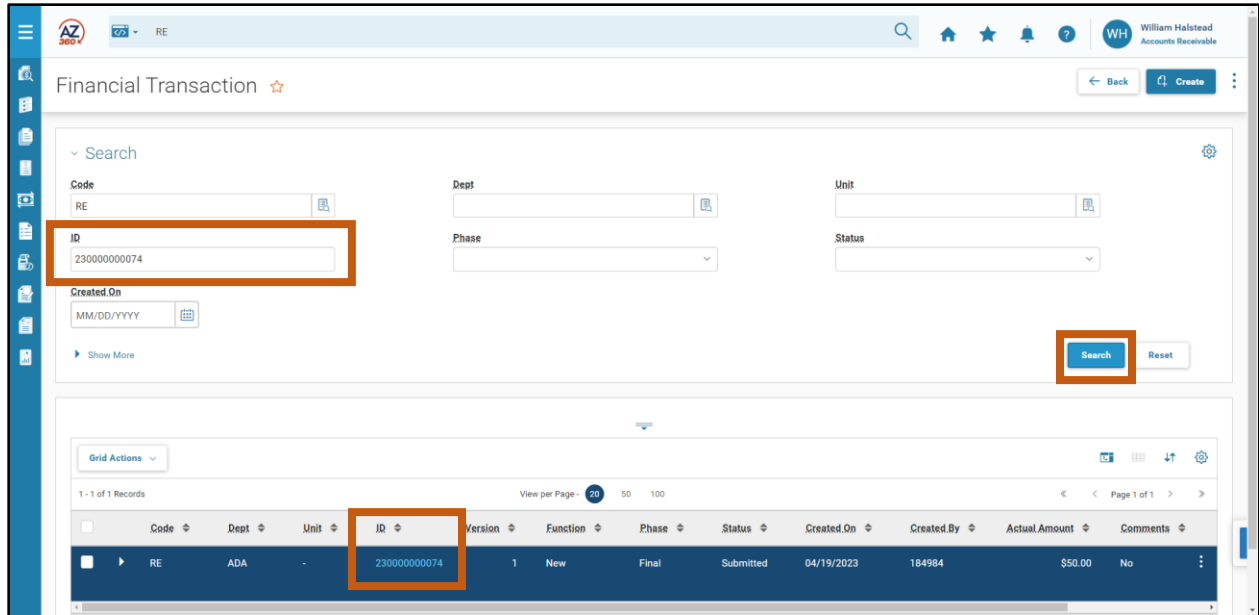 AZ
360
RE
WH
William Halstead
Accounts Receivable
Financial Transaction
Back
Create
Search
Code
Dept
Unit
RE
ID
Phase
Status
230000000074
Created On
MM/DD/YYYY
Show More
Search
Reset
Grid Actions
1 - 1 of 1 Records
View per Page - 20 50 100
Page 1 of 1
Code Dept Unit ID Version Function Phase Status Created On Created By Actual Amount Comments
RE ADA - 230000000074 1 New Final Submitted 04/19/2023 184984 $50.00 No